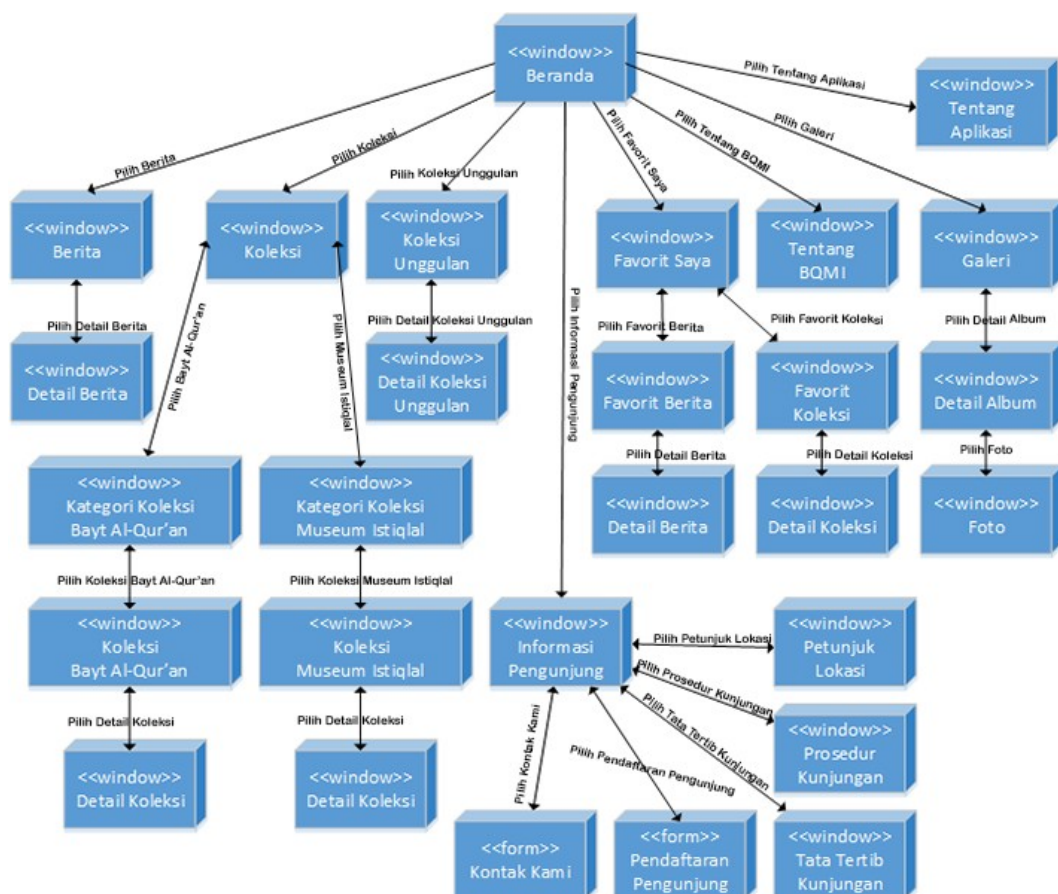 <<window>>
Beranda
Pilih Tentang Aplikasi
<<window>>
Tentang
Aplikasi
Pilih Berita
Pilih Koleksi
Pilih Koleksi Unggulan
Pilih Favorit Saya
Pilih Tentang BQMI
Pilih Galeri
<<window>>
Berita
<<window>>
Koleksi
<<window>>
Koleksi
Unggulan
<<window>>
Favorit Saya
<<window>>
Tentang
BQMI
<<window>>
Galeri
Pilih Detail Berita
Pilih Bayt Al-Qur'an
Pilih Museum Istiqlal
Pilih Detail Koleksi Unggulan
Pilih Informasi Pengunjung
Pilih Favorit Berita
Pilih Favorit Koleksi
Pilih Detail Album
<<window>>
Detail Berita
<<window>>
Detail Koleksi
Unggulan
<<window>>
Favorit Berita
<<window>>
Favorit
Koleksi
<<window>>
Detail Album
Pilih Detail Berita
Pilih Detail Koleksi
Pilih Foto
<<window>>
Kategori Koleksi
Bayt Al-Qur'an
<<window>>
Kategori Koleksi
Museum Istiqlal
<<window>>
Detail Berita
<<window>>
Detail Koleksi
<<window>>
Foto
Pilih Koleksi Bayt Al-Qur'an
Pilih Koleksi Museum Istiqlal
<<window>>
Koleksi
Bayt Al-Qur'an
<<window>>
Koleksi
Museum Istiqlal
<<window>>
Informasi
Pengunjung
Pilih Petunjuk Lokasi
<<window>>
Petunjuk
Lokasi
Pilih Prosedur Kunjungan
Pilih Tata Tertib Kunjungan
Pilih Detail Koleksi
Pilih Detail Koleksi
Pilih Kontak Kami
Pilih Pendaftaran Pengunjung
<<window>>
Prosedur
Kunjungan
<<window>>
Detail Koleksi
<<window>>
Detail Koleksi
<<form>>
Kontak Kami
<<form>>
Pendaftaran
Pengunjung
<<window>>
Tata Tertib
Kunjungan